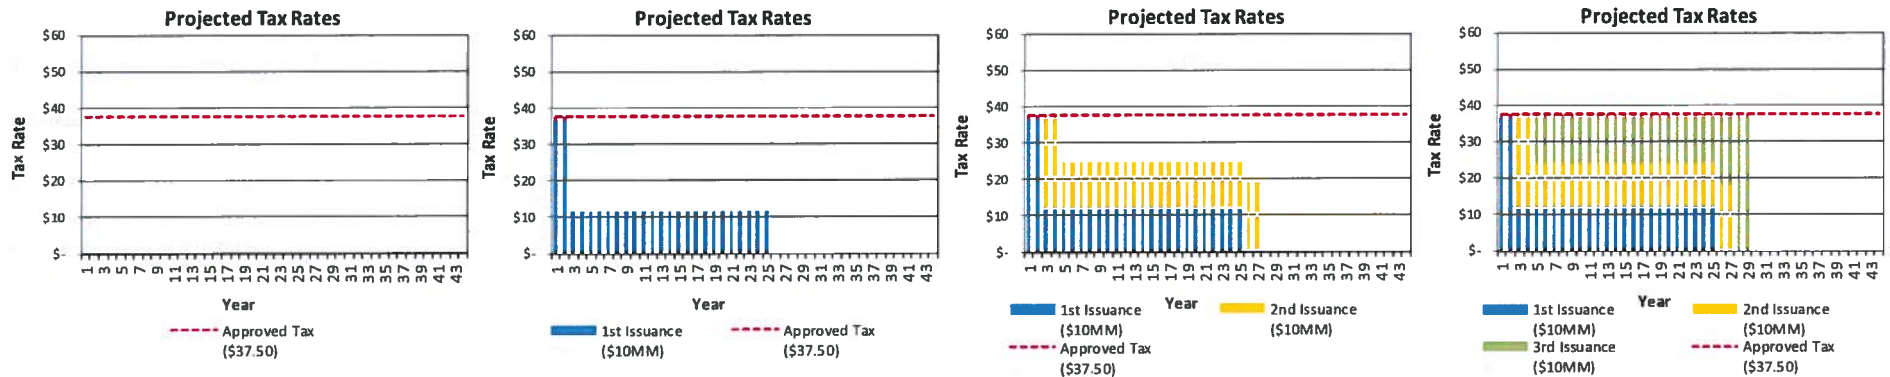 Projected Tax Rates
$60
$50
$40
$30
$20
$10
$-
Tax Rate
1 3 5 7 9 11 13 15 17 19 21 23 25 27 29 31 33 35 37 39 41 43
Year
Approved Tax
($37.50)
Projected Tax Rates
$60
$50
$40
$30
$20
$10
$-
Tax Rate
1 3 5 7 9 11 13 15 17 19 21 23 25 27 29 31 33 35 37 39 41 43
Year
1st Issuance
($10MM)
Approved Tax
($37.50)
Projected Tax Rates
$60
$50
$40
$30
$20
$10
$-
Tax Rate
1 3 5 7 9 11 13 15 17 19 21 23 25 27 29 31 33 35 37 39 41 43
Year
1st Issuance
($10MM)
2nd Issuance
($10MM)
Approved Tax
($37.50)
Projected Tax Rates
$60
$50
$40
$30
$20
$10
$-
Tax Rate
1 3 5 7 9 11 13 15 17 19 21 23 25 27 29 31 33 35 37 39 41 43
Year
1st Issuance
($10MM)
2nd Issuance
($10MM)
3rd Issuance
($10MM)
Approved Tax
($37.50)